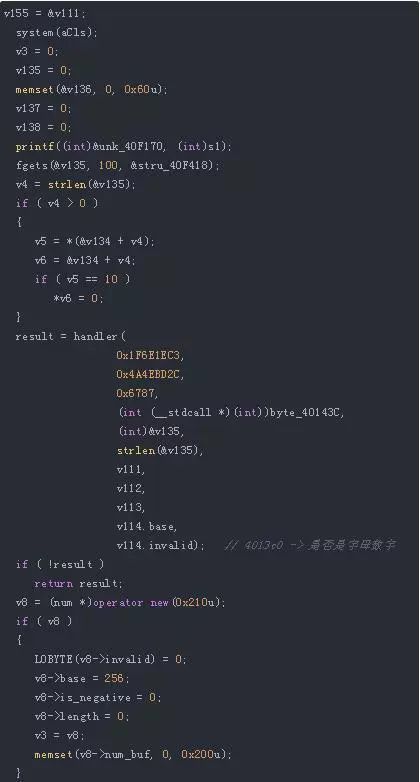 v155 = &v111;
system(aCls);
v3 = 0;
v135 = 0;
memset(&v136, 0, 0x60u);
v137 = 0;
v138 = 0;
printf((int)&unk_40F170, (int)s1);
fgets(&v135, 100, &stru_40F418);
v4 = strlen(&v135);
if ( v4 > 0 )
{
v5 = *(&v134 + v4);
v6 = &v134 + v4;
if ( v5 == 10 )
*v6 = 0;
}
result = handler(
0x1F6E1EC3,
0x4A4EBD2C,
0x6787,
(int (__stdcall *)(int))byte_40143C,
(int)&v135,
strlen(&v135),
v111,
v112,
v113,
v114.base,
v114.invalid); // 4013c0 -> 是否是字母数字
if ( !result )
return result;
v8 = (num *)operator new(0x210u);
if ( v8 )
{
LOBYTE(v8->invalid) = 0;
v8->base = 256;
v8->is_negative = 0;
v8->length = 0;
v3 = v8;
memset(v8->num_buf, 0, 0x200u);
}